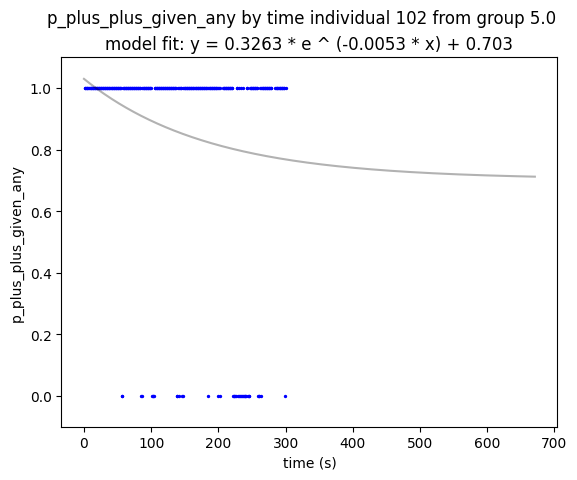 p_plus_plus_given_any by time individual 102 from group 5.0
model fit: y = 0.3263 * e ^ (-0.0053 * x) + 0.703
p_plus_plus_given_any
1.0
0.8
0.6
0.4
0.2
0.0
0 100 200 300 400 500 600 700
time (s)